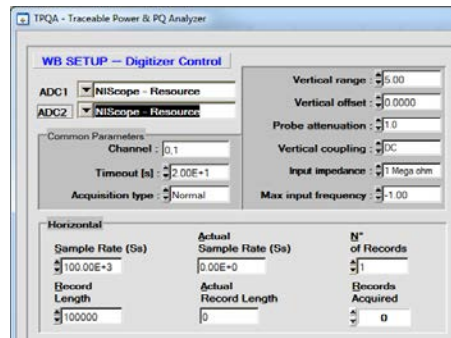 TPQA - Traceable Power & PQ Analyzer
WB SETUP — Digitizer Control
ADC1 NIScope - Resource
ADC2 NIScope - Resource
Common Parameters
Channel : 0,1
Timeout [s] : 2.00E+1
Acquisition type : Normal
Vertical range : 5.00
Vertical offset : 0.0000
Probe attenuation : 1.0
Vertical coupling : DC
Input impedance : 1 Mega ohm
Max input frequency : -1.00
Horizontal
Sample Rate (Ss)
100.00E+3
Actual
Sample Rate (Ss)
0.00E+0
N°
of Records
1
Record
Length
100000
Actual
Record Length
0
Records
Acquired
0